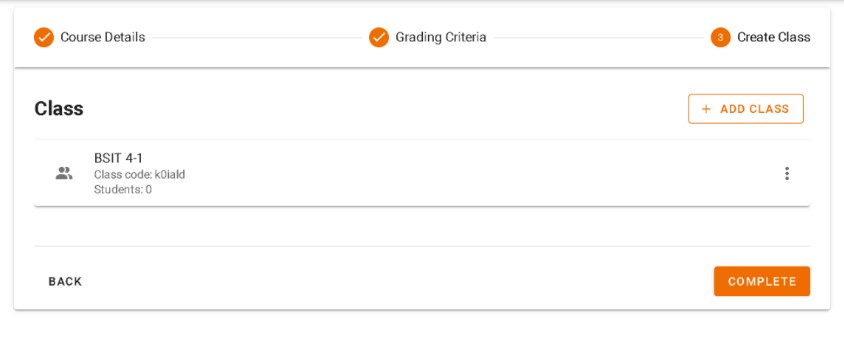 Course Details
Grading Criteria
3 Create Class
Class
+ ADD CLASS
BSIT 4-1
Class code: k0iald
Students: 0
BACK
COMPLETE